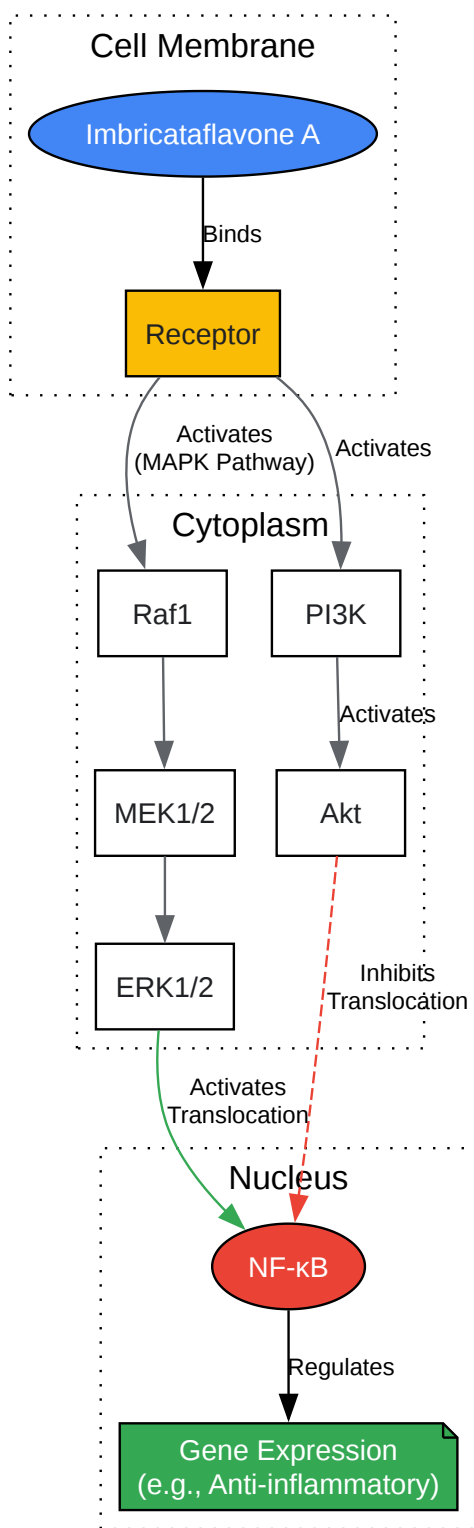 Cell Membrane
Imbricataflavone A
Binds
Receptor
Activates
(MAPK Pathway)
Activates
Cytoplasm
Raf1
PI3K
Activates
MEK1/2
Akt
ERK1/2
Inhibits
Translocation
Activates
Translocation
Nucleus
NF-κB
Regulates
Gene Expression
(e.g., Anti-inflammatory)